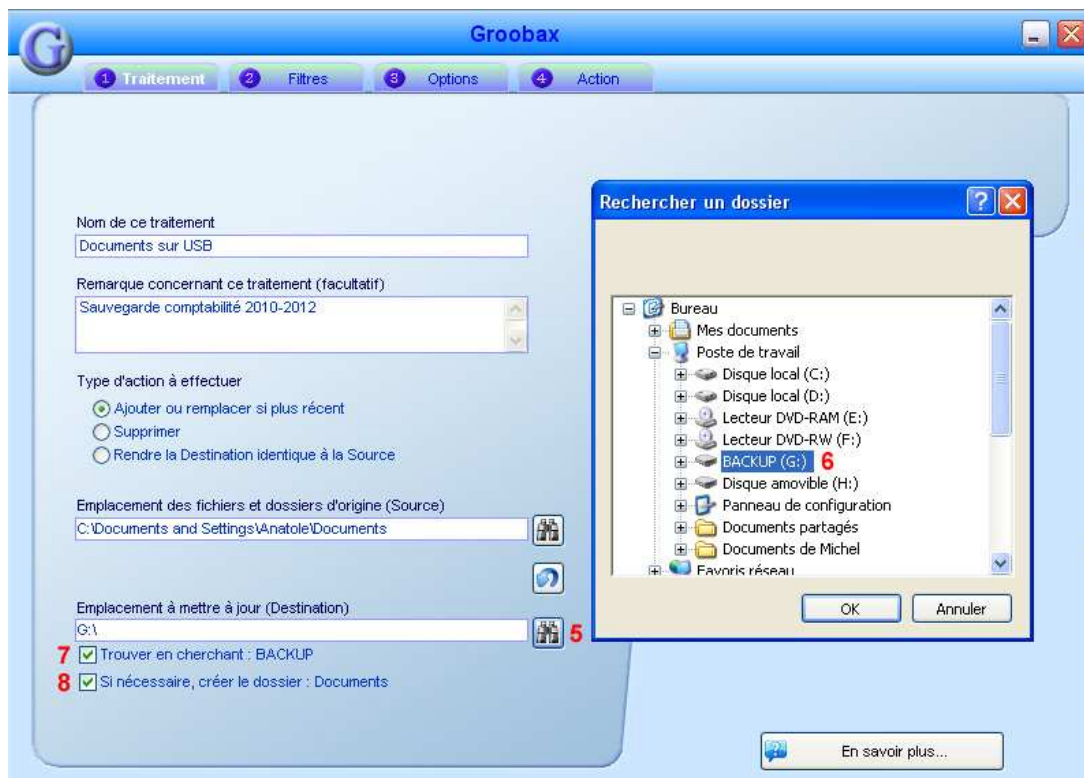 G
Groobax
1 Traitement 2 Filtres 3 Options 4 Action
Nom de ce traitement
Documents sur USB
Remarque concernant ce traitement (facultatif)
Sauvegarde comptabilité 2010-2012
Type d'action à effectuer
Ajouter ou remplacer si plus récent
Supprimer
Rendre la Destination identique à la Source
Emplacement des fichiers et dossiers d'origine (Source)
C:\Documents and Settings\Anatole\Documents
Emplacement à mettre à jour (Destination)
G:\
5
7 Trouver en cherchant : BACKUP
8 Si nécessaire, créer le dossier : Documents
Rechercher un dossier
Bureau
Mes documents
Poste de travail
Disque local (C:)
Disque local (D:)
Lecteur DVD-RAM (E:)
Lecteur DVD-RW (F:)
BACKUP (G:) 6
Disque amovible (H:)
Panneau de configuration
Documents partagés
Documents de Michel
Favoris réseau
OK Annuler
En savoir plus...